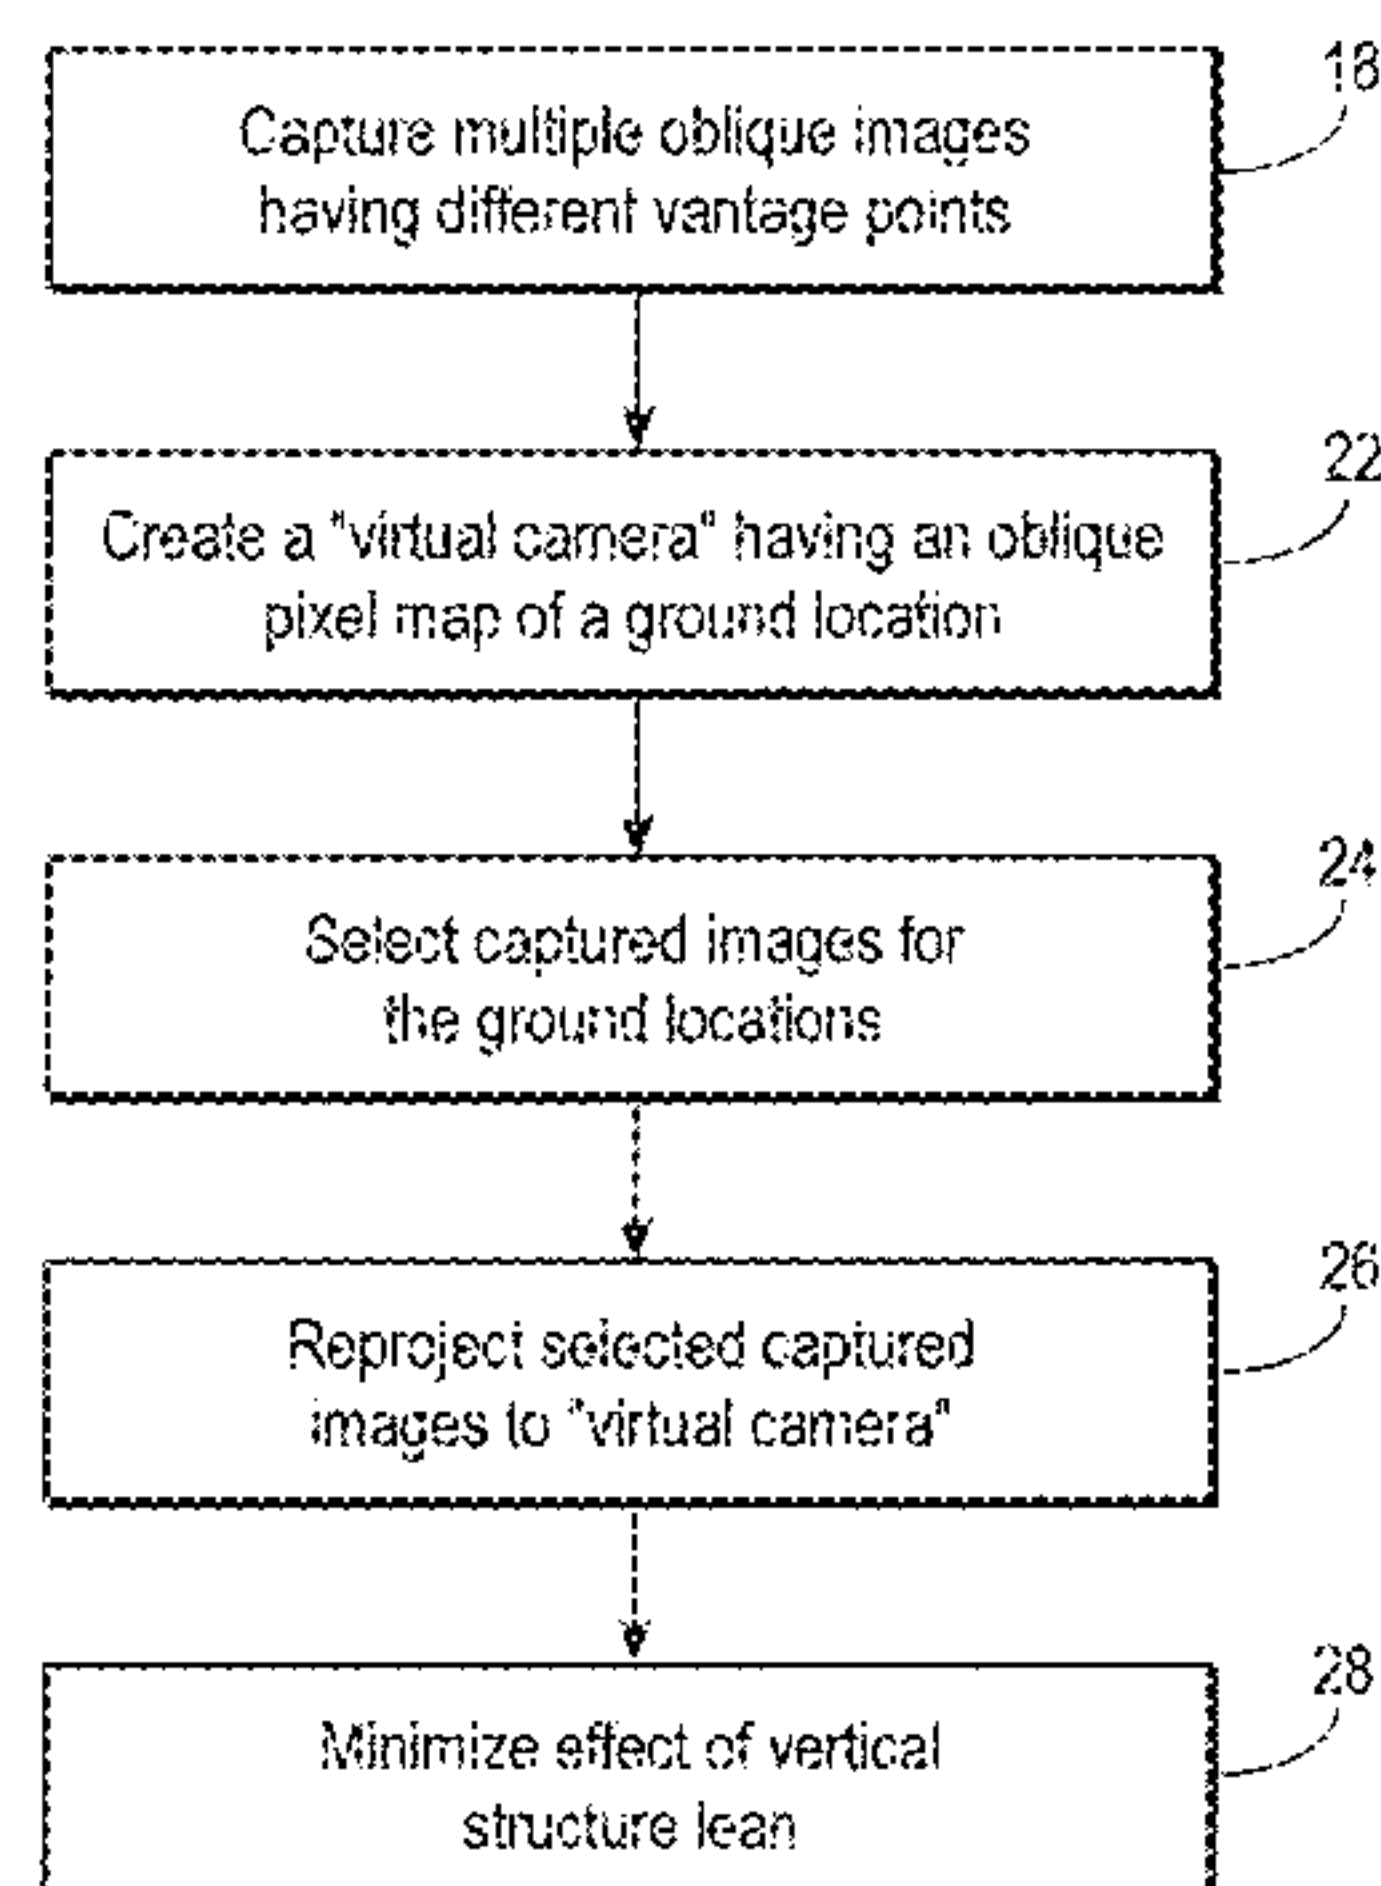 18
Capture multiple oblique images
having different vantage points
22
Create a "virtual camera" having an oblique
pixel map of a ground location
24
Select captured images for
the ground locations
26
Reproject selected captured
images to "virtual camera"
28
Minimize effect of vertical
structure lean